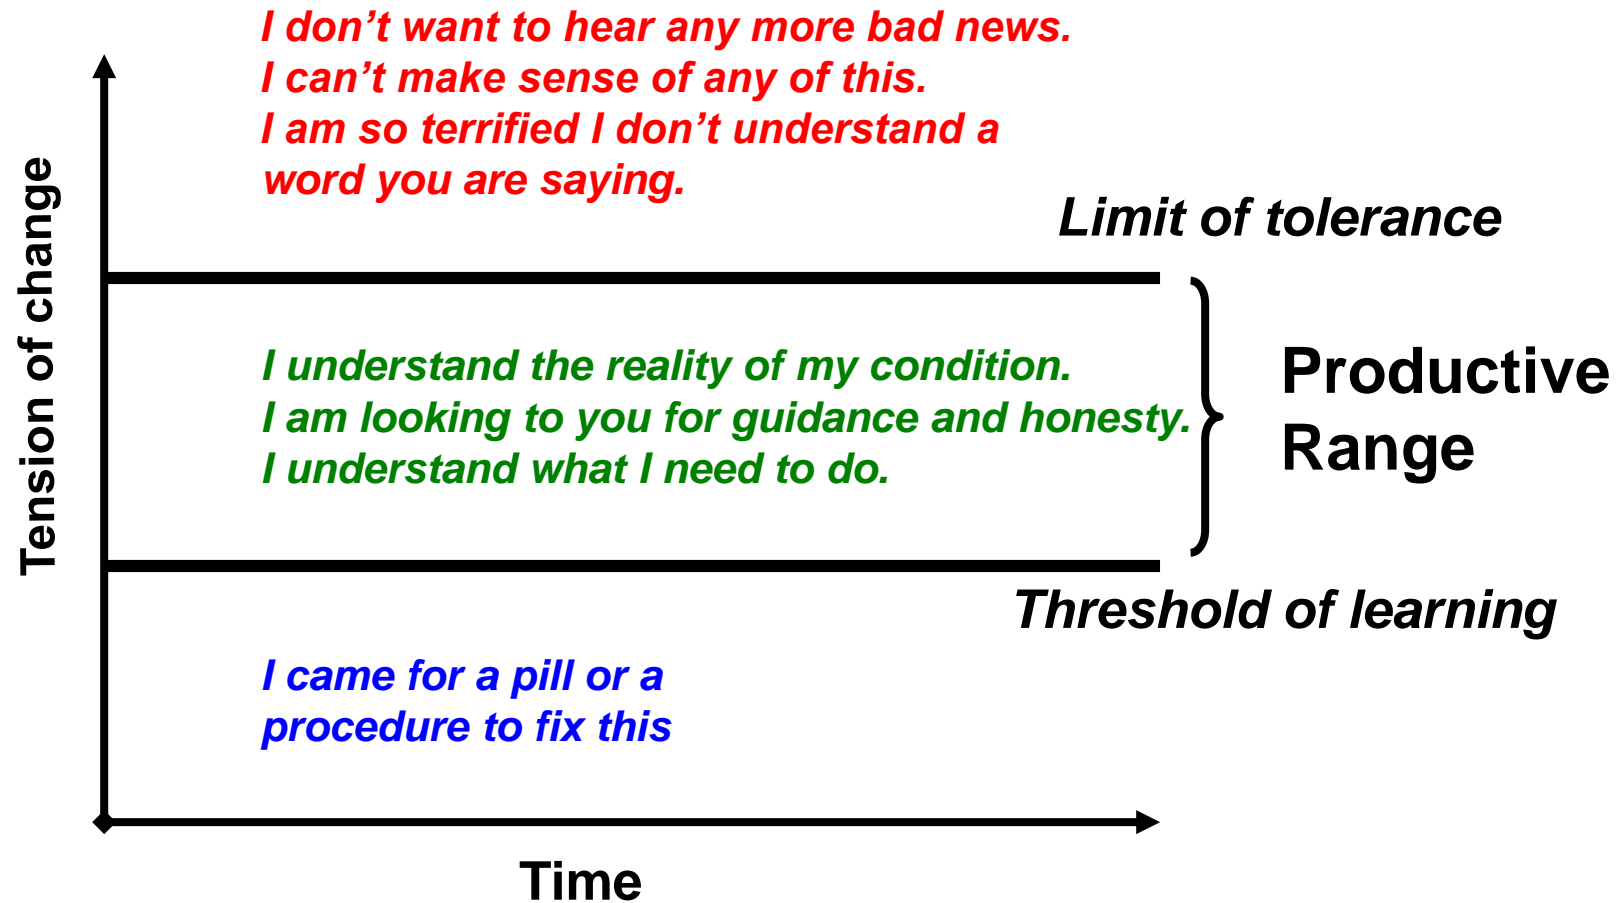 I don’t want to hear any more bad news.
I can’t make sense of any of this.
I am so terrified I don’t understand a
word you are saying.
Limit of tolerance
Tension of change
I understand the reality of my condition.
I am looking to you for guidance and honesty.
I understand what I need to do.
Productive
Range
Threshold of learning
I came for a pill or a
procedure to fix this
Time